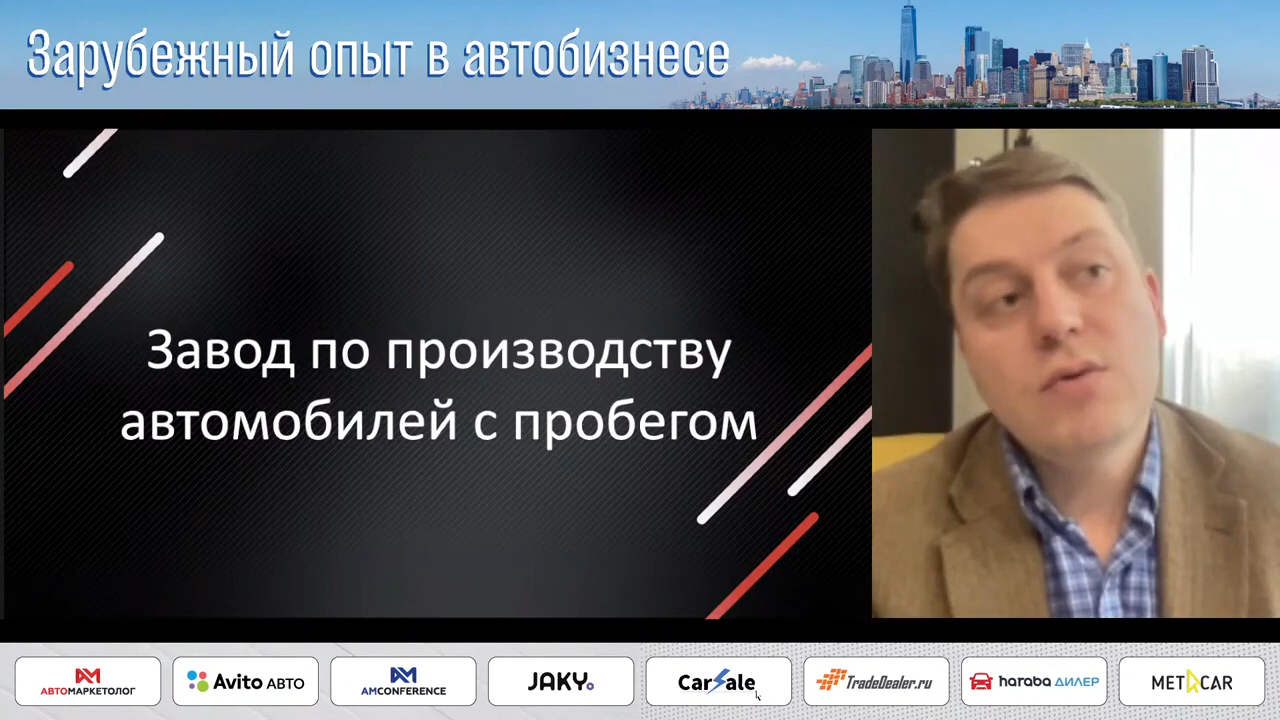 Зарубежный опыт в автобизнесе
Завод по производству
автомобилей с пробегом
АВТОМАРКЕТОЛОГ
Avito АВТО
AMCONFERENCE
JAKY.
CarSale
TradeDealer.ru
haraba ДИЛЕР
METACAR